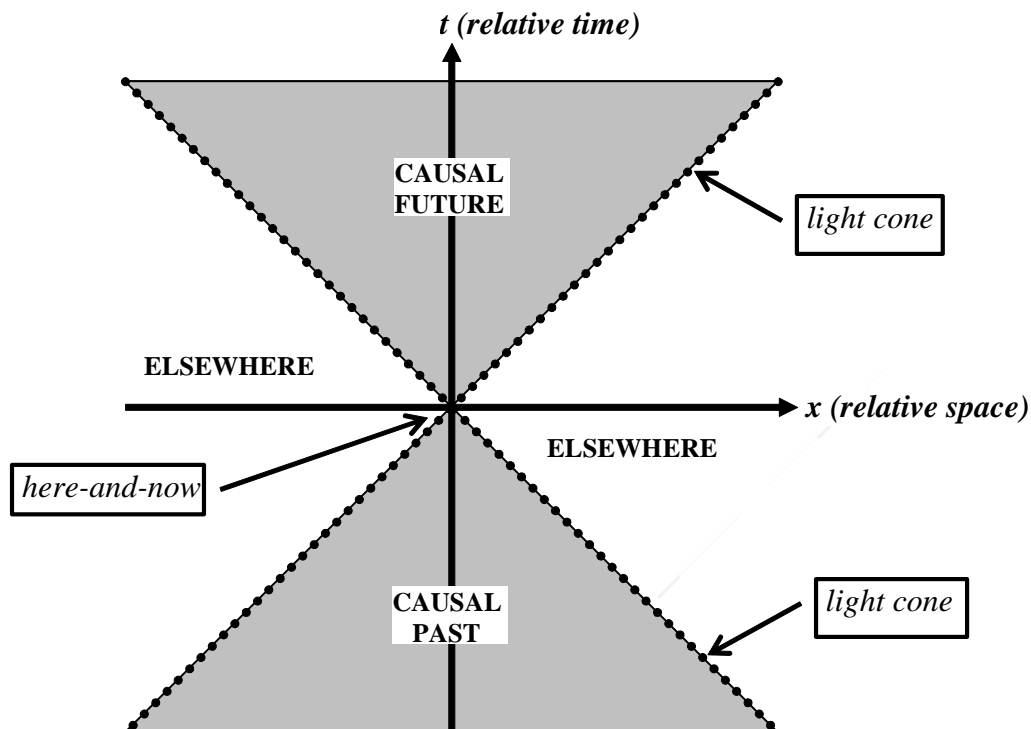 t (relative time)
CAUSAL
FUTURE
light cone
ELSEWHERE
x (relative space)
ELSEWHERE
here-and-now
CAUSAL
PAST
light cone